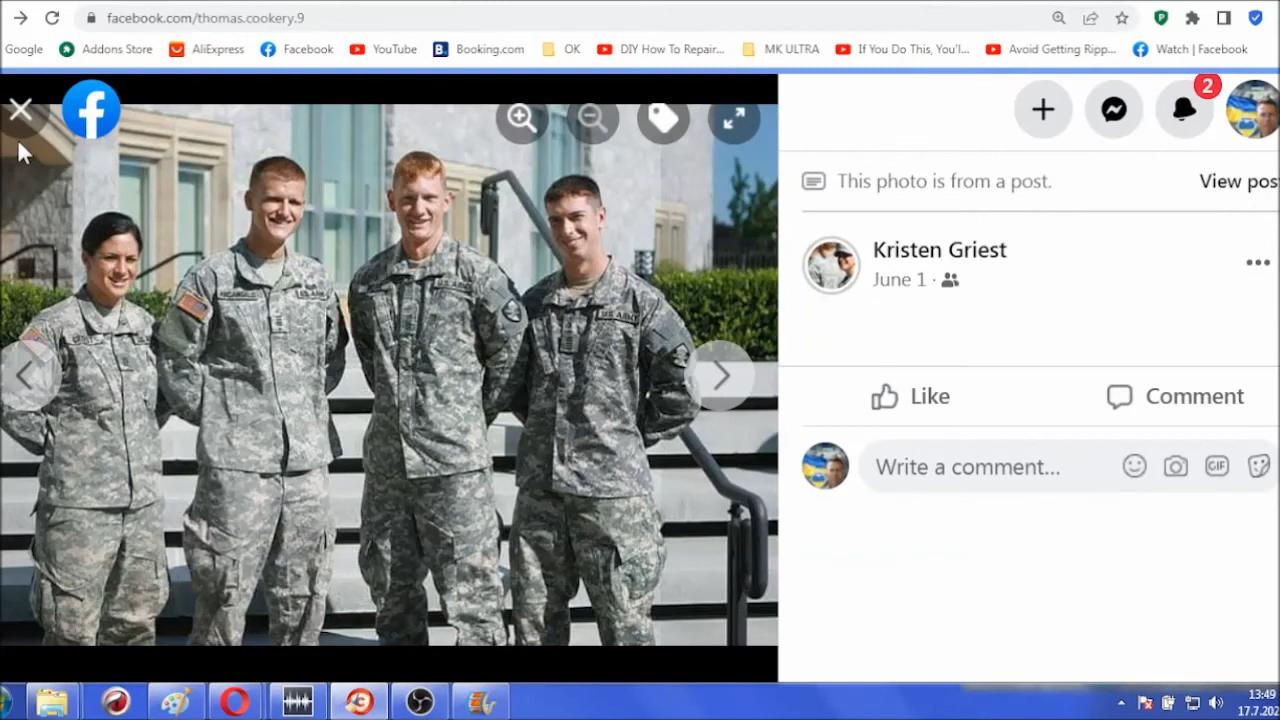 facebook.com/thomas.cookery.9
Google Addons Store AliExpress Facebook YouTube Booking.com OK DIY How To Repair... MK ULTRA If You Do This, You'l... Avoid Getting Ripp... Watch | Facebook
2
This photo is from a post. View pos
Kristen Griest
June 1 ·
U.S. ARMY
U.S. ARMY
U.S. ARMY
Like Comment
Write a comment... GIF
13:49
17.7.202